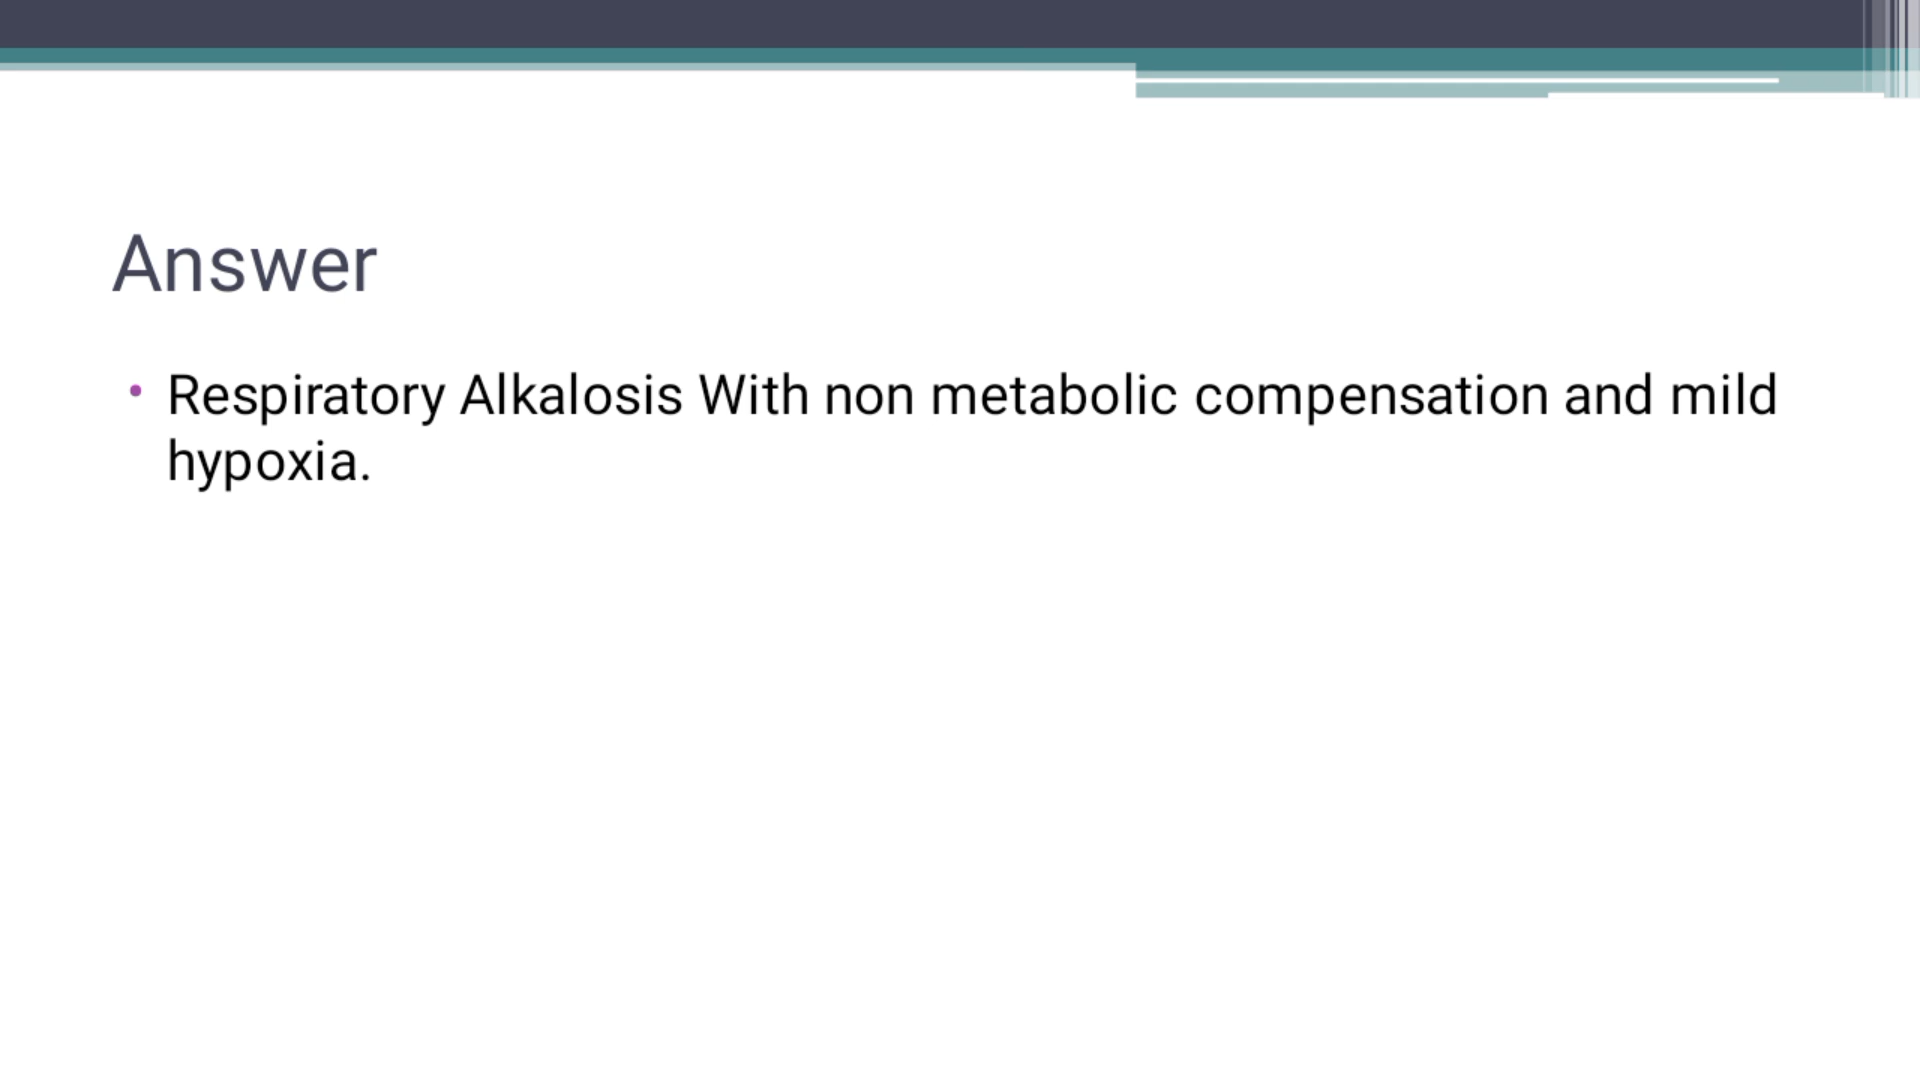 Answer
• Respiratory Alkalosis With non metabolic compensation and mild
hypoxia.